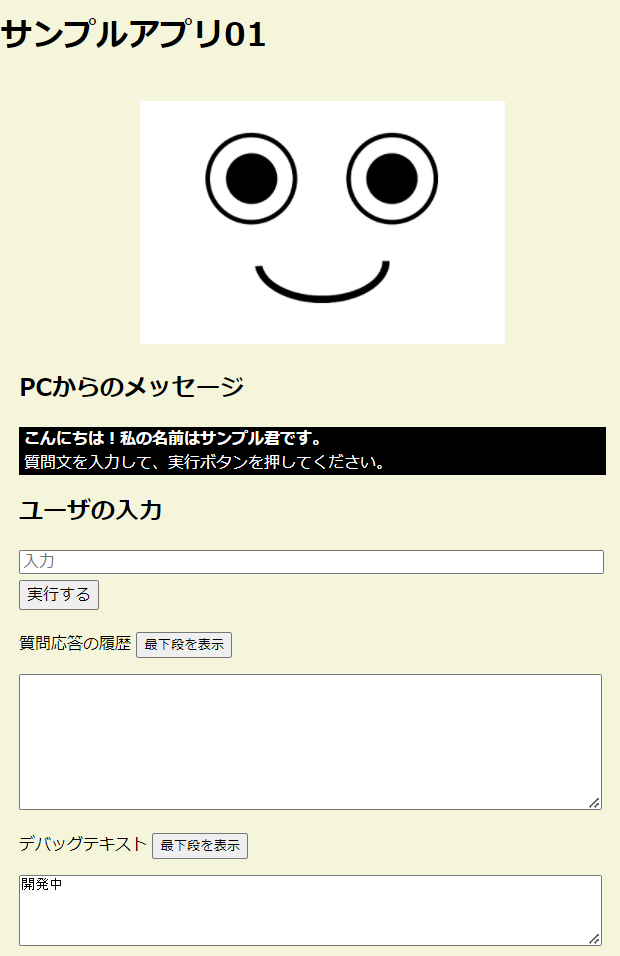 サンプルアプリ01
PCからのメッセージ
こんにちは！私の名前はサンプル君です。
質問文を入力して、実行ボタンを押してください。
ユーザの入力
入力
実行する
質問応答の履歴 最下段を表示
デバッグテキスト 最下段を表示
開発中